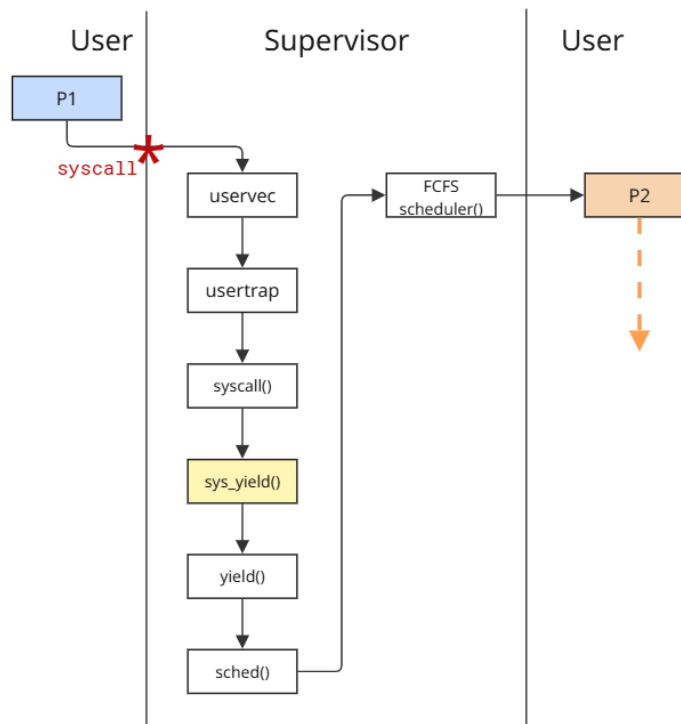 User
Supervisor
User
P1
syscall
uservec
FCFS
scheduler()
P2
usertrap
syscall()
sys_yield()
yield()
sched()